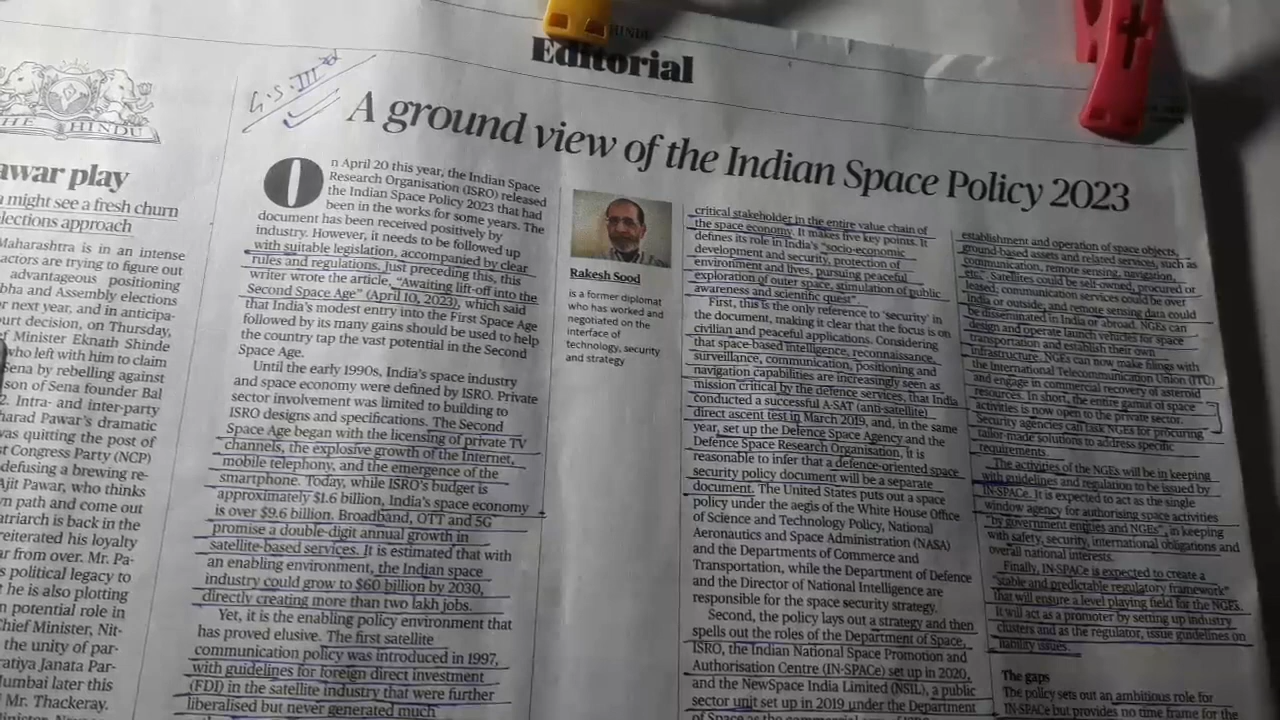 THE HINDU
Editorial
G.S.III
A ground view of the Indian Space Policy 2023
THE HINDU
awar play
might see a fresh churn
elections approach
Maharashtra is in an intense
actors are trying to figure out
advantageous positioning
bha and Assembly elections
r next year, and in anticipa-
urt decision, on Thursday,
f Minister Eknath Shinde
who left with him to claim
Sena by rebelling against
son of Sena founder Bal
2. Intra- and inter-party
harad Pawar's dramatic
was quitting the post of
st Congress Party (NCP)
defusing a brewing re-
Ajit Pawar, who thinks
n path and come out
atriarch is back in the
reiterated his loyalty
ar from over. Mr. Pa-
s political legacy to
he is also plotting
n potential role in
Chief Minister, Nit-
the unity of par-
ratiya Janata Par-
Mumbai later this
Mr. Thackeray.
On April 20 this year, the Indian Space
Research Organisation (ISRO) released
the Indian Space Policy 2023 that had
been in the works for some years. The
document has been received positively by
industry. However, it needs to be followed up
with suitable legislation, accompanied by clear
rules and regulations. Just preceding this, this
writer wrote the article, "Awaiting lift-off into the
Second Space Age" (April 10, 2023), which said
that India's modest entry into the First Space Age
followed by its many gains should be used to help
the country tap the vast potential in the Second
Space Age.
Until the early 1990s, India's space industry
and space economy were defined by ISRO. Private
sector involvement was limited to building to
ISRO designs and specifications. The Second
Space Age began with the licensing of private TV
channels, the explosive growth of the Internet,
mobile telephony, and the emergence of the
smartphone. Today, while ISRO's budget is
approximately $1.6 billion, India's space economy
is over $9.6 billion. Broadband, OTT and 5G
promise a double-digit annual growth in
satellite-based services. It is estimated that with
an enabling environment, the Indian space
industry could grow to $60 billion by 2030,
directly creating more than two lakh jobs.
Yet, it is the enabling policy environment that
has proved elusive. The first satellite
communication policy was introduced in 1997,
with guidelines for foreign direct investment
(FDI) in the satellite industry that were further
liberalised but never generated much
Rakesh Sood
is a former diplomat
who has worked and
negotiated on the
interface of
technology, security
and strategy
critical stakeholder in the entire value chain of
the space economy. It makes five key points. It
defines its role in India's "socio-economic
development and security, protection of
environment and lives, pursuing peaceful
exploration of outer space, stimulation of public
awareness and scientific quest".
First, this is the only reference to 'security' in
the document, making it clear that the focus is on
civilian and peaceful applications. Considering
that space-based intelligence, reconnaissance,
surveillance, communication, positioning and
navigation capabilities are increasingly seen as
mission critical by the defence services, that India
conducted a successful A-SAT (anti-satellite)
direct ascent test in March 2019, and, in the same
year, set up the Defence Space Agency and the
Defence Space Research Organisation, it is
reasonable to infer that a defence-oriented space
security policy document will be a separate
document. The United States puts out a space
policy under the aegis of the White House Office
of Science and Technology Policy, National
Aeronautics and Space Administration (NASA)
and the Departments of Commerce and
Transportation, while the Department of Defence
and the Director of National Intelligence are
responsible for the space security strategy.
Second, the policy lays out a strategy and then
spells out the roles of the Department of Space,
ISRO, the Indian National Space Promotion and
Authorisation Centre (IN-SPACe) set up in 2020,
and the NewSpace India Limited (NSIL), a public
sector unit set up in 2019 under the Department
of Space as the commercial
establishment and operation of space objects,
ground-based assets and related services, such as
communication, remote sensing, navigation,
etc." Satellites could be self-owned, procured or
leased; communication services could be over
India or outside; and remote sensing data could
be disseminated in India or abroad. NGEs can
design and operate launch vehicles for space
transportation and establish their own
infrastructure. NGEs can now make filings with
the International Telecommunication Union (ITU)
and engage in commercial recovery of asteroid
resources. In short, the entire gamut of space
activities is now open to the private sector.
Security agencies can task NGEs for procuring
tailor-made solutions to address specific
requirements.
The activities of the NGEs will be in keeping
with guidelines and regulation to be issued by
IN-SPACe. It is expected to act as the single
window agency for authorising space activities
"by government entities and NGEs", in keeping
with safety, security, international obligations and
overall national interests.
Finally, IN-SPACe is expected to create a
"stable and predictable regulatory framework"
that will ensure a level playing field for the NGEs.
It will act as a promoter by setting up industry
clusters and as the regulator, issue guidelines on
liability issues.
The gaps
The policy sets out an ambitious role for
IN-SPACe but provides no time frame for the